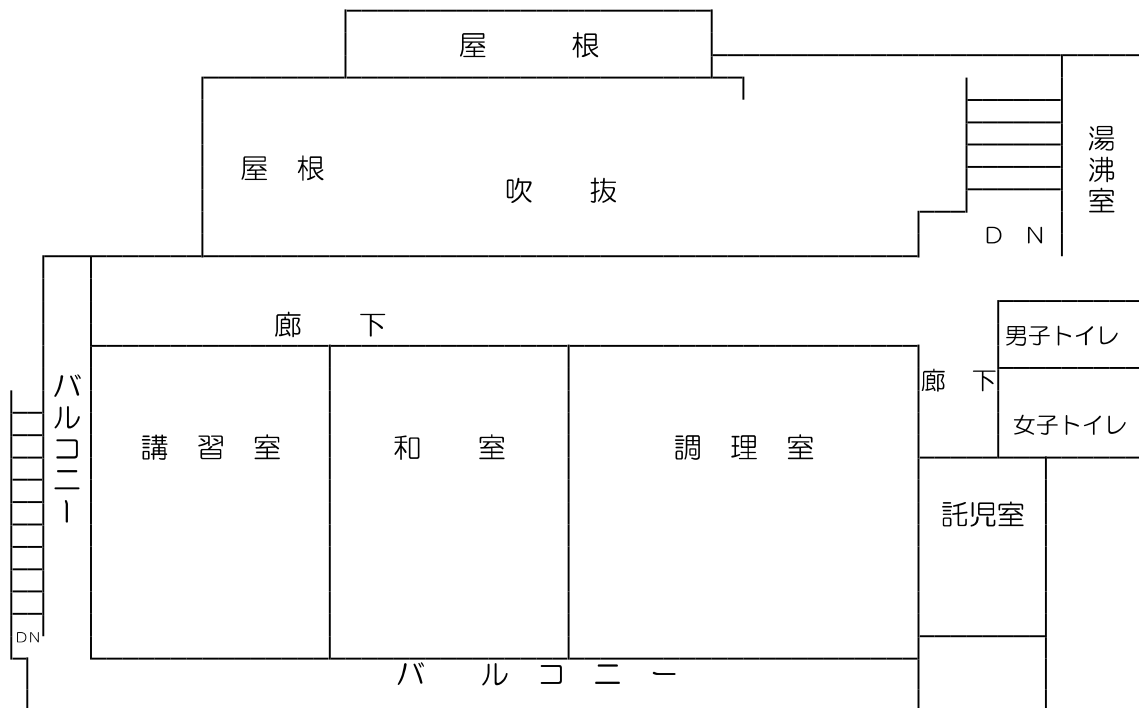 屋 根
屋 根
吹 抜
湯沸室
D N
廊 下
男子トイレ
廊 下
女子トイレ
バルコニー
講 習 室
和 室
調 理 室
託児室
DN
バ ル コ ニ ー